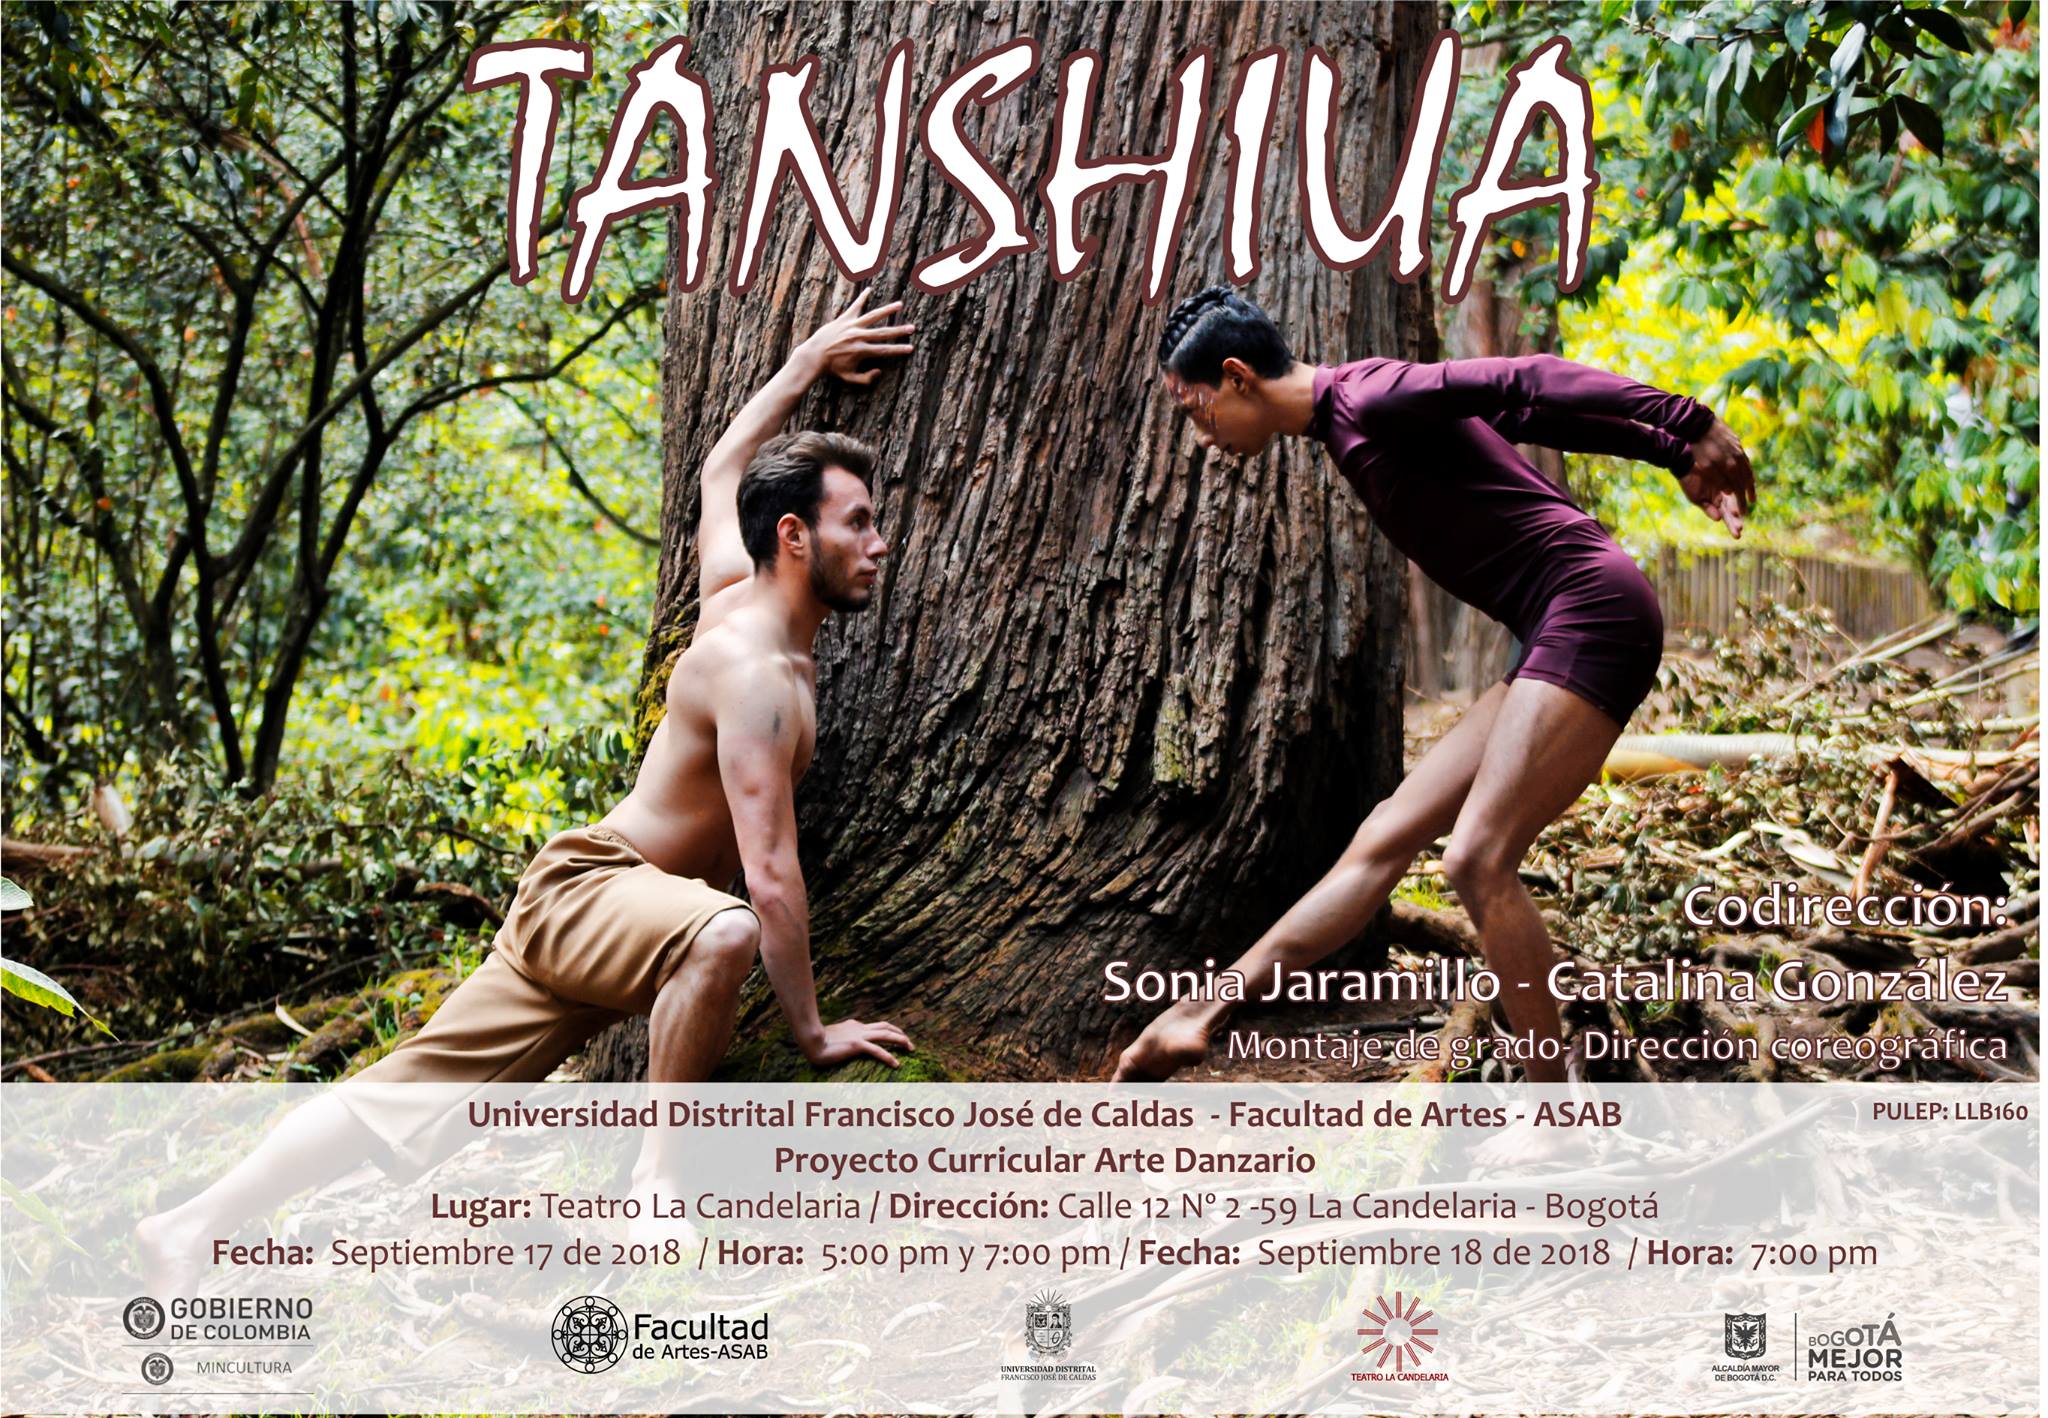 TANSHIUA
Codirección:
Sonia Jaramillo - Catalina González
Montaje de grado- Dirección coreográfica
Universidad Distrital Francisco José de Caldas - Facultad de Artes - ASAB
PULEP: LLB160
Proyecto Curricular Arte Danzario
Lugar: Teatro La Candelaria / Dirección: Calle 12 Nº 2 -59 La Candelaria - Bogotá
Fecha: Septiembre 17 de 2018 / Hora: 5:00 pm y 7:00 pm / Fecha: Septiembre 18 de 2018 / Hora: 7:00 pm
GOBIERNO
DE COLOMBIA
MINCULTURA
Facultad
de Artes-ASAB
UNIVERSIDAD DISTRITAL
FRANCISCO JOSÉ DE CALDAS
TEATRO LA CANDELARIA
ALCALDÍA MAYOR
DE BOGOTÁ D.C.
BOGOTÁ
MEJOR
PARA TODOS